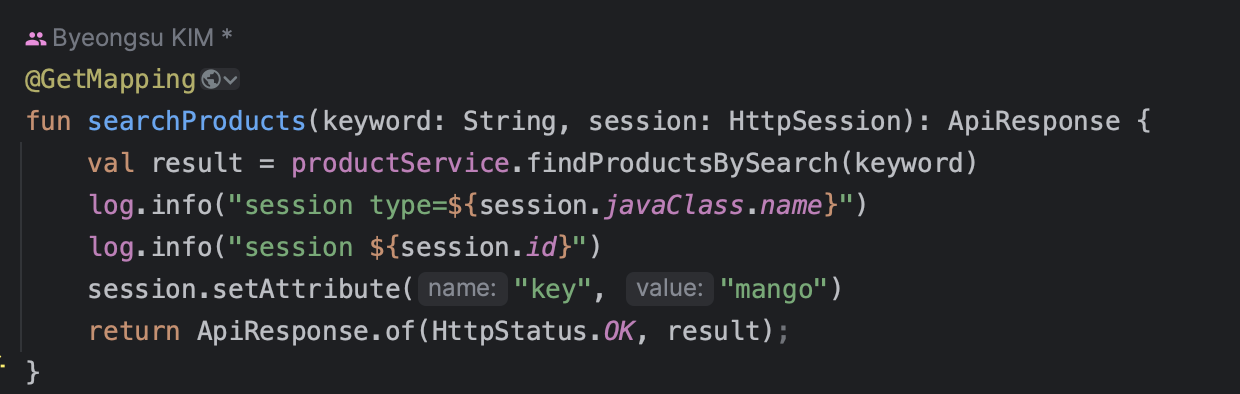 Byeongsu KIM *
@GetMapping
fun searchProducts(keyword: String, session: HttpSession): ApiResponse {
    val result = productService.findProductsBySearch(keyword)
    log.info("session type=${session.javaClass.name}")
    log.info("session ${session.id}")
    session.setAttribute( name: "key",  value: "mango")
    return ApiResponse.of(HttpStatus.OK, result);
}